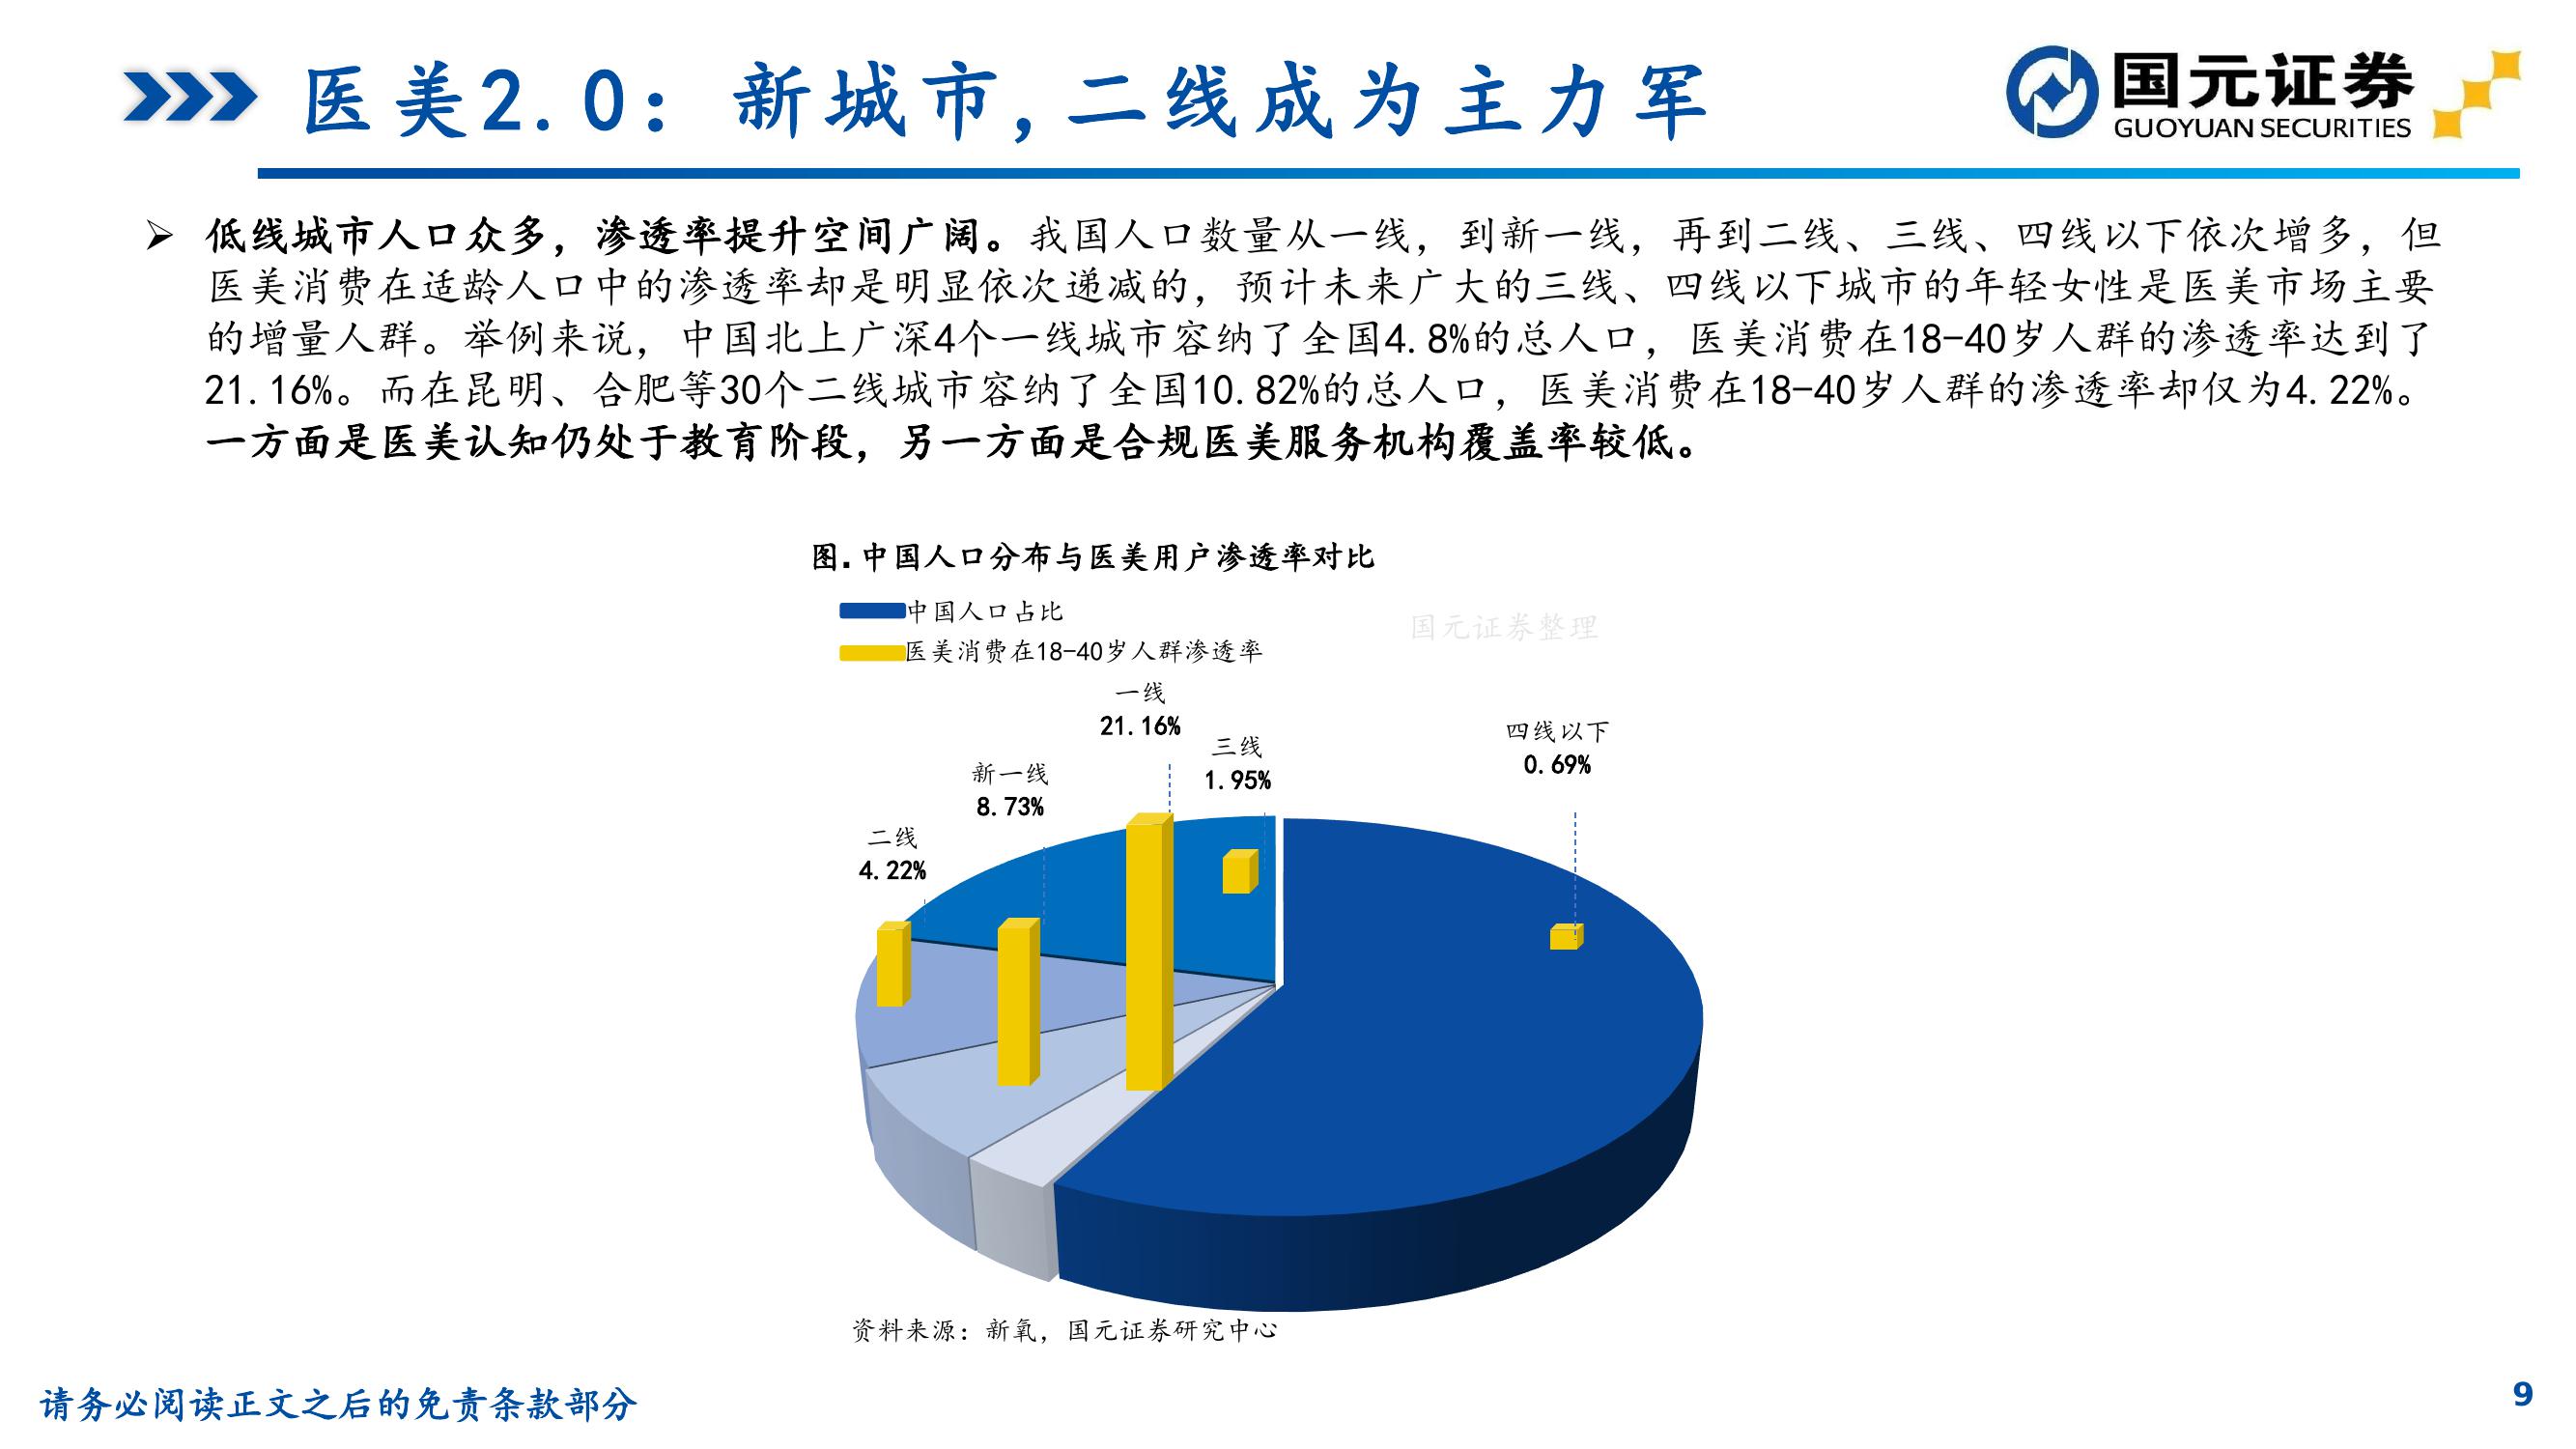 医美2.0：新城市,二线成为主力军
国元证券
GUOYUAN SECURITIES
➢ 低线城市人口众多，渗透率提升空间广阔。我国人口数量从一线，到新一线，再到二线、三线、四线以下依次增多，但
医美消费在适龄人口中的渗透率却是明显依次递减的，预计未来广大的三线、四线以下城市的年轻女性是医美市场主要
的增量人群。举例来说，中国北上广深4个一线城市容纳了全国4.8%的总人口，医美消费在18-40岁人群的渗透率达到了
21.16%。而在昆明、合肥等30个二线城市容纳了全国10.82%的总人口，医美消费在18-40岁人群的渗透率却仅为4.22%。
一方面是医美认知仍处于教育阶段，另一方面是合规医美服务机构覆盖率较低。
图.中国人口分布与医美用户渗透率对比
中国人口占比
医美消费在18-40岁人群渗透率
国元证券整理
一线
21.16%
三线
1.95%
四线以下
0.69%
新一线
8.73%
二线
4.22%
资料来源：新氧，国元证券研究中心
请务必阅读正文之后的免责条款部分
9